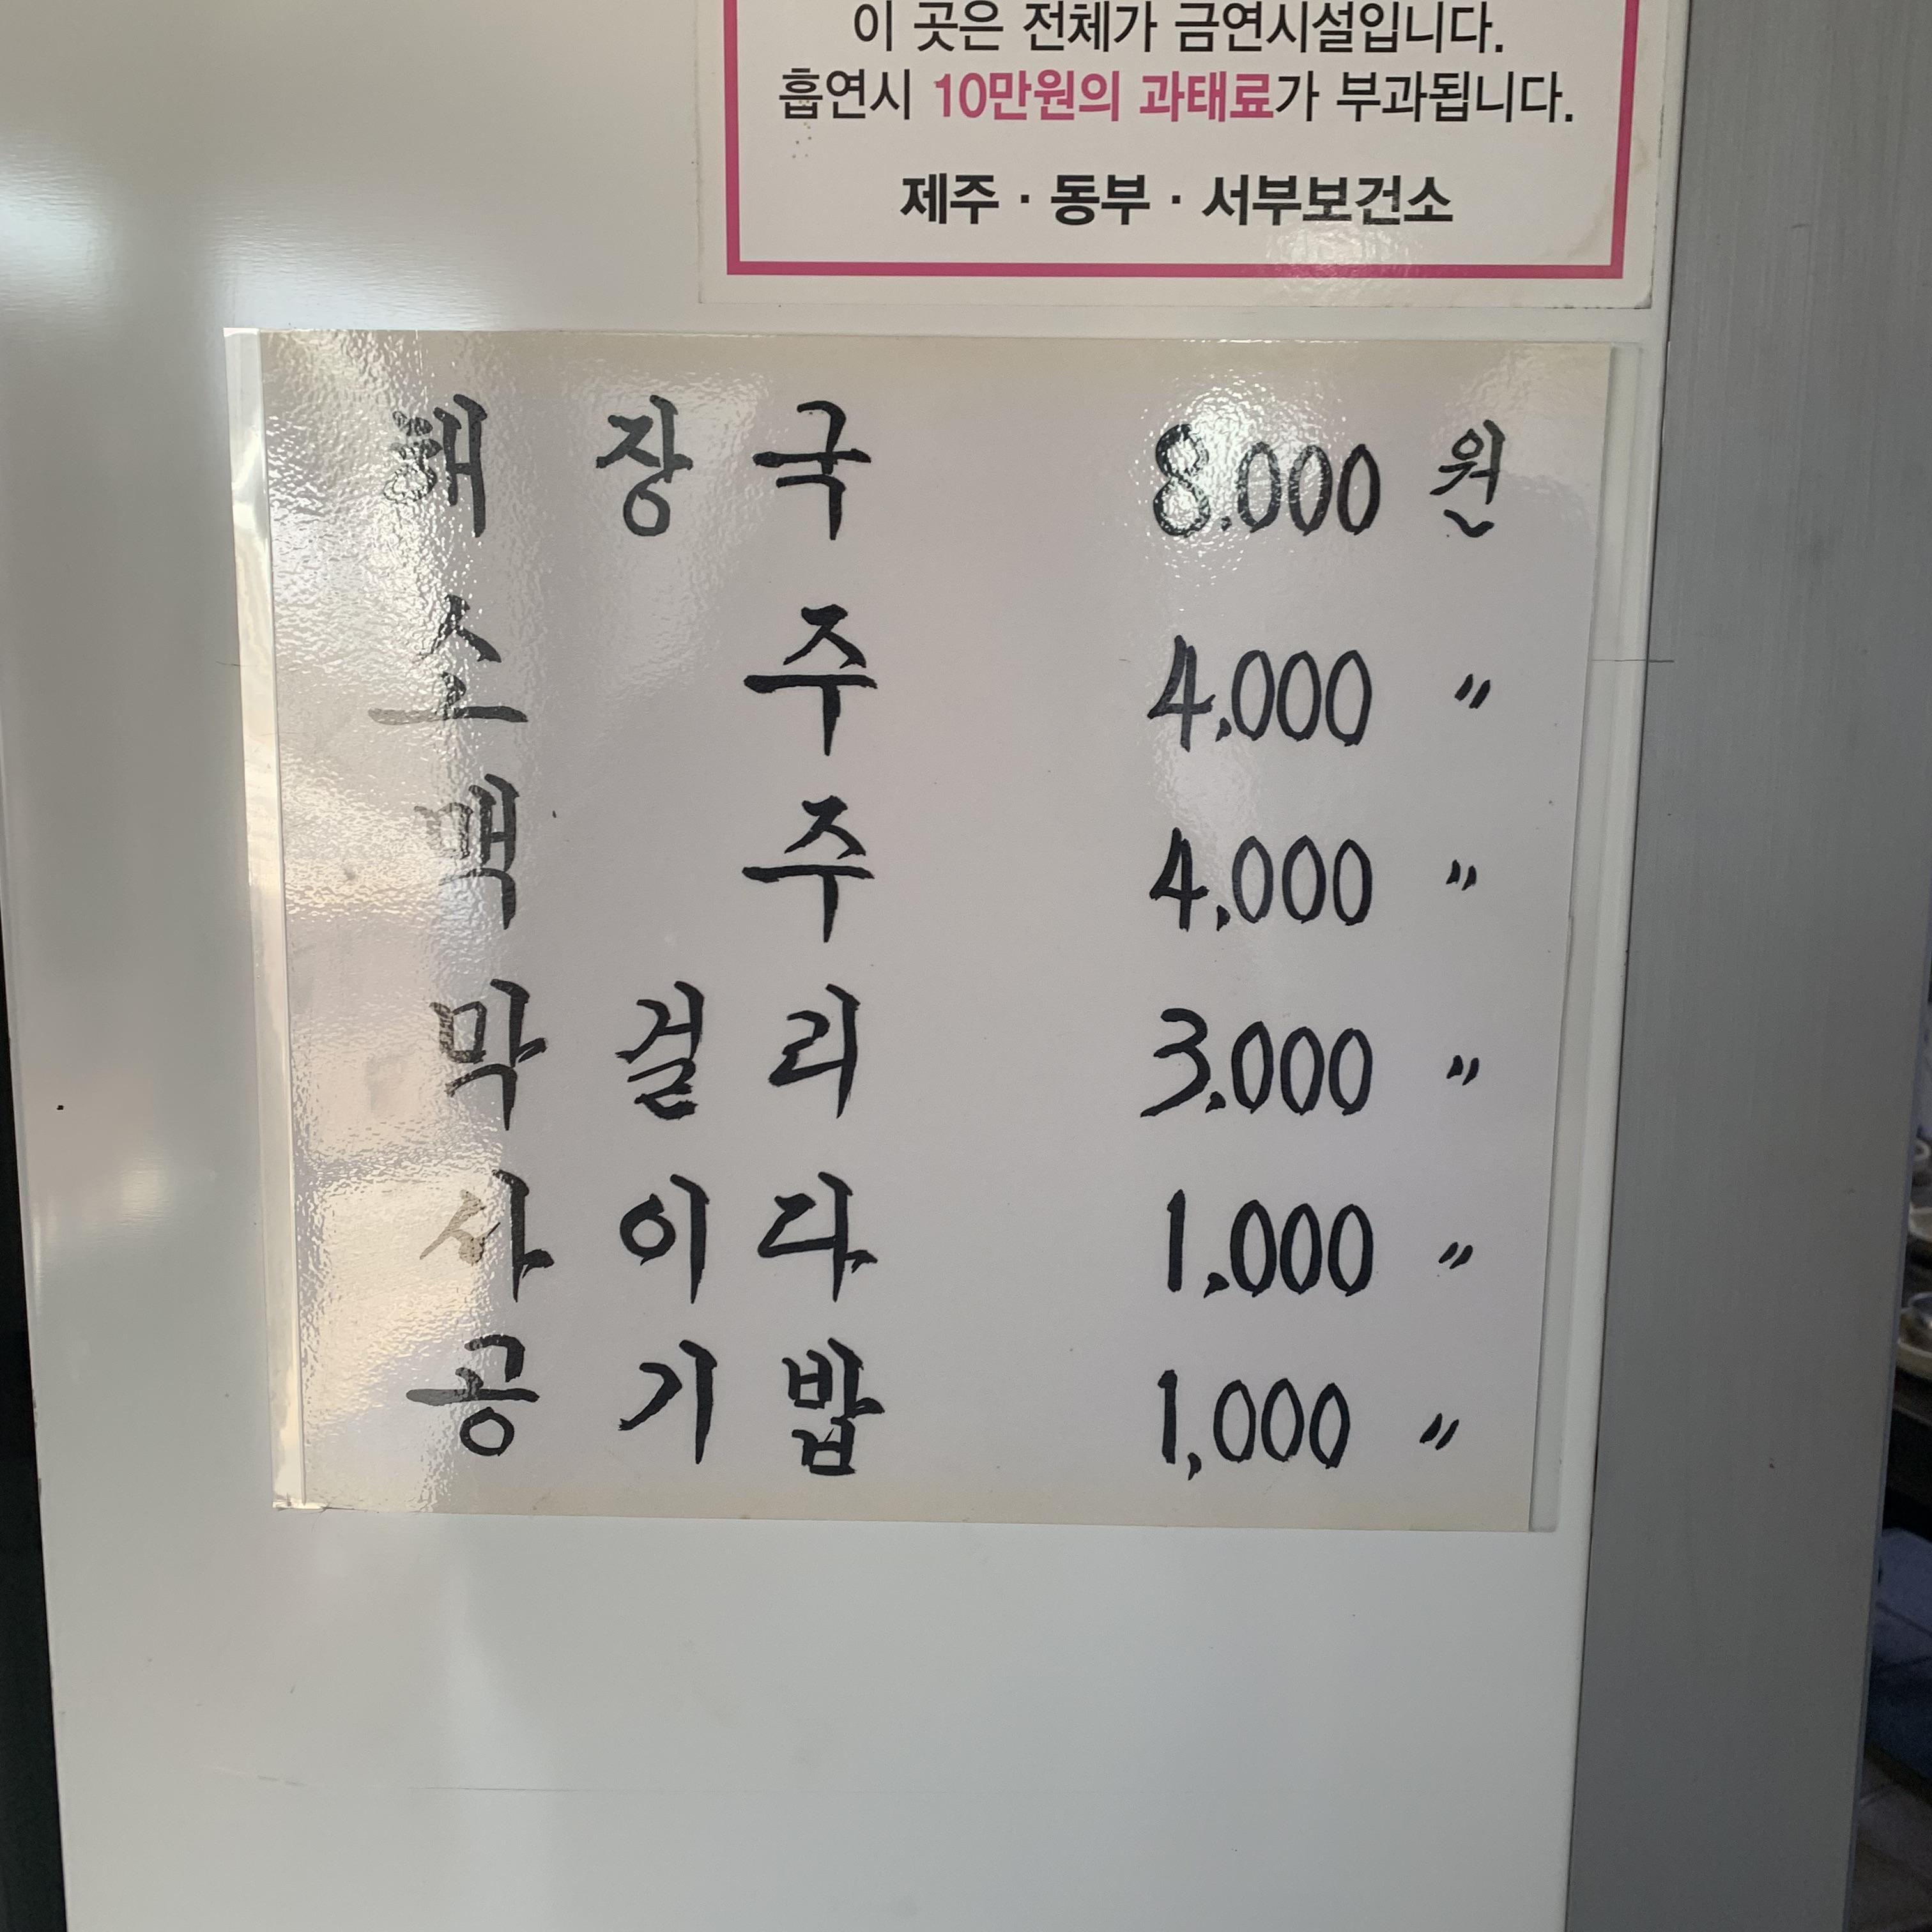 이 곳은 전체가 금연시설입니다.
흡연시 10만원의 과태료가 부과됩니다.
제주 · 동부 · 서부보건소
해 장 국 8.000 원
소 주 4.000 〃
맥 주 4.000 〃
막 걸 리 3.000 〃
사 이 다 1.000 〃
공 기 밥 1,000 〃